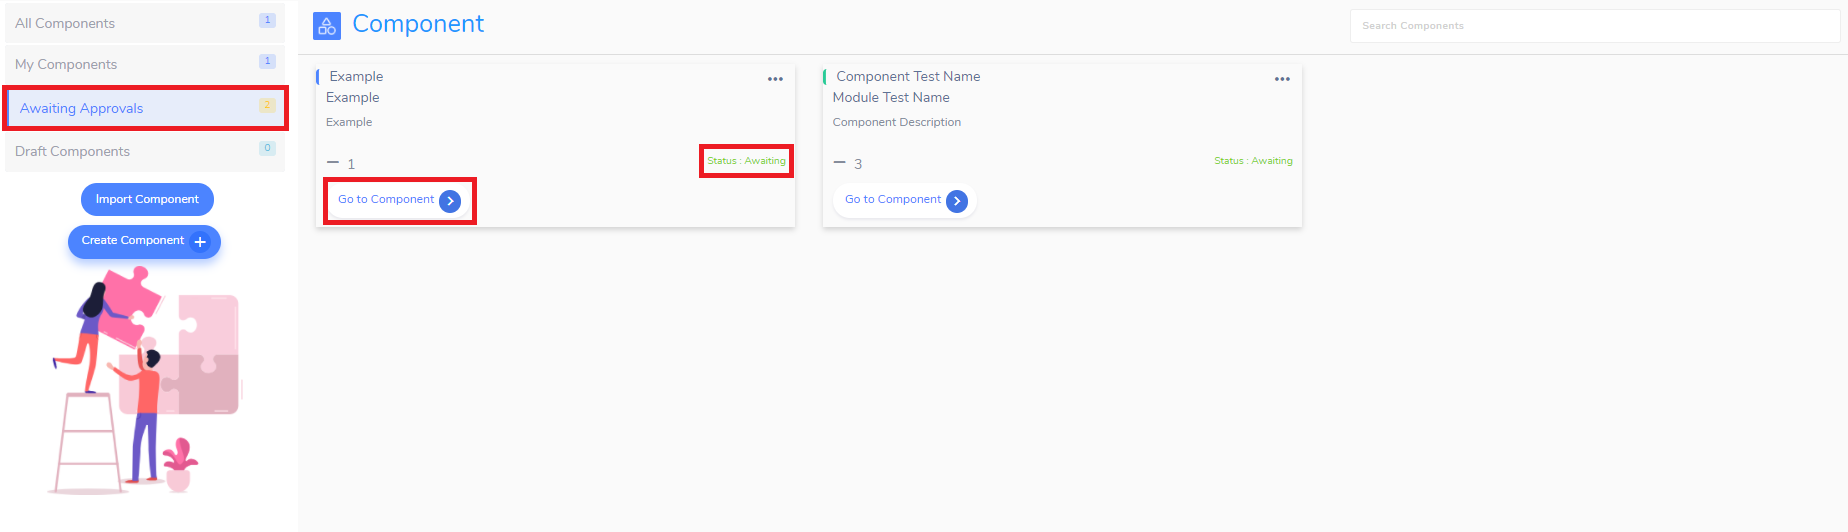 All Components 1
My Components 1
Awaiting Approvals 2
Draft Components 0
Import Component
Create Component
Component
Search Components
Example
Example
Example
1
Status : Awaiting
Go to Component
Component Test Name
Module Test Name
Component Description
3
Status : Awaiting
Go to Component